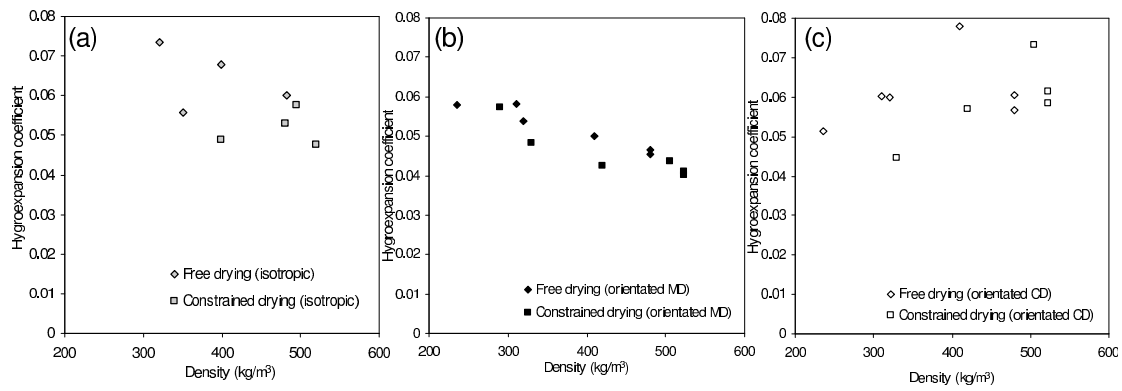 (a)
0.08
0.07
0.06
0.05
0.04
0.03
0.02
0.01
0
Hygroexpansion coefficient
Free drying (isotropic)
Constrained drying (isotropic)
200 300 400 500 600
Density (kg/m³)
(b)
0.08
0.07
0.06
0.05
0.04
0.03
0.02
0.01
0
Hygroexpansion coefficient
Free drying (orientated MD)
Constrained drying (orientated MD)
200 300 400 500 600
Density (kg/m³)
(c)
0.08
0.07
0.06
0.05
0.04
0.03
0.02
0.01
0
Hygroexpansion coefficient
Free drying (orientated CD)
Constrained drying (orientated CD)
200 300 400 500 600
Density (kg/m³)